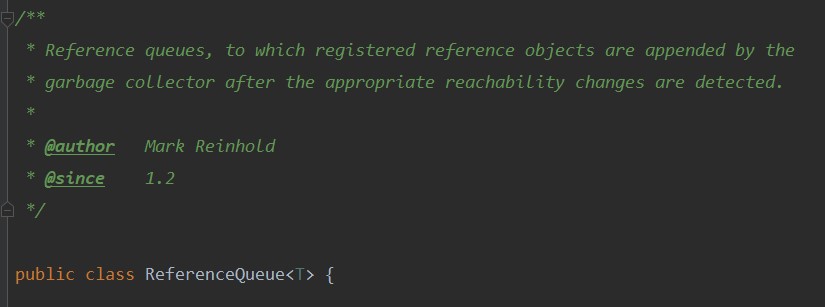 /**
* Reference queues, to which registered reference objects are appended by the
* garbage collector after the appropriate reachability changes are detected.
*
* @author   Mark Reinhold
* @since    1.2
*/
public class ReferenceQueue<T> {